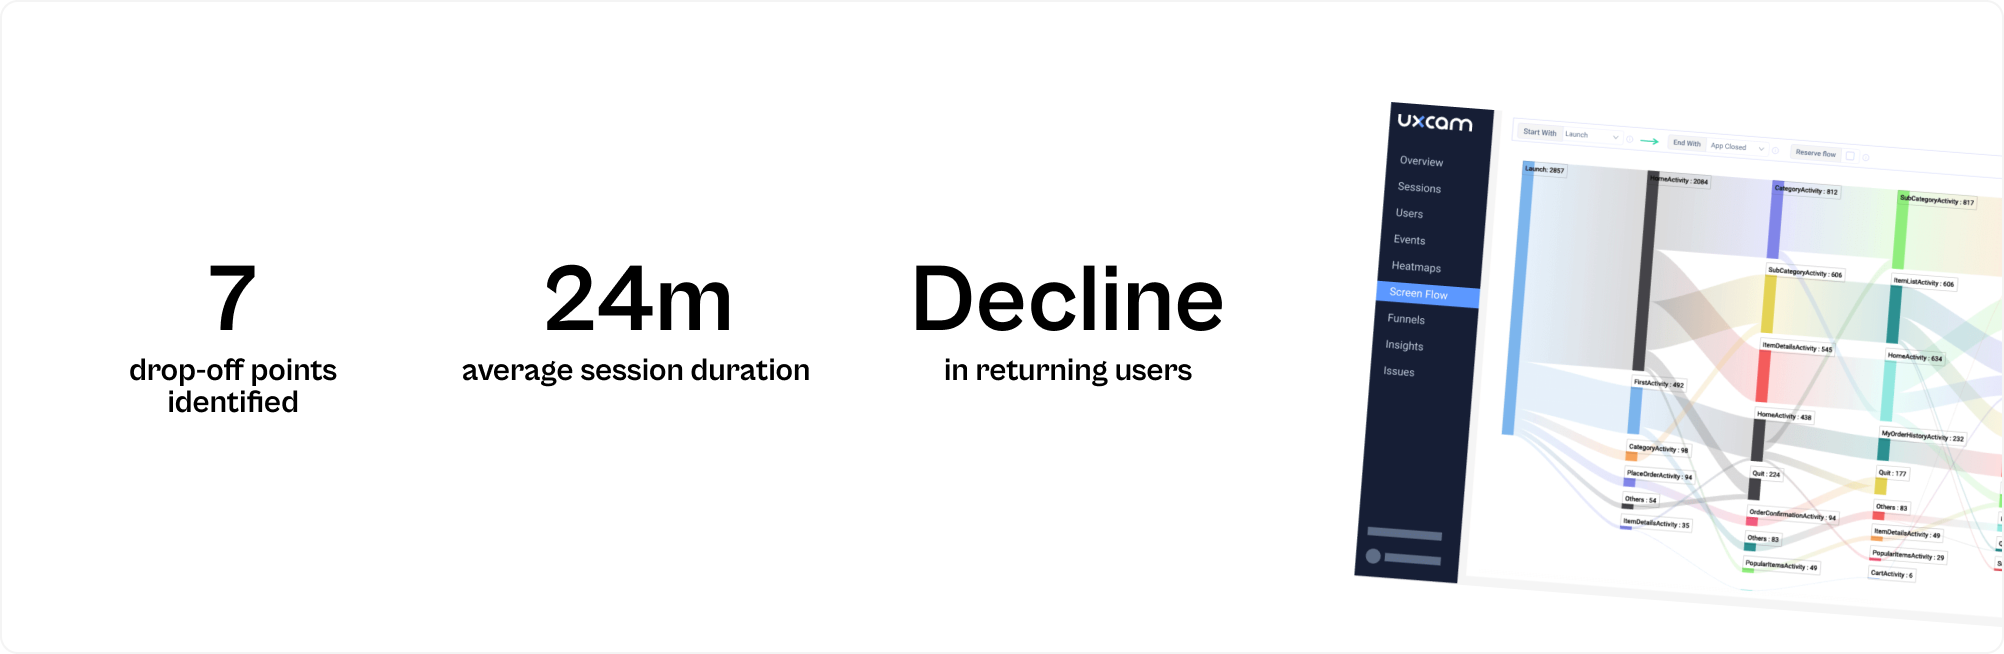 7
drop-off points
identified
24m
average session duration
Decline
in returning users
uxcam
Overview
Sessions
Users
Events
Heatmaps
Screen Flow
Funnels
Insights
Issues
Start With Launch
End With App Closed
Reserve flow
Launch: 2857
HomeActivity : 2084
FirstActivity : 492
CategoryActivity : 98
PlaceOrderActivity : 94
Others : 54
ItemDetailsActivity : 35
CategoryActivity : 812
SubCategoryActivity : 606
ItemDetailsActivity : 545
HomeActivity : 438
Quit : 224
OrderConfirmationActivity : 94
Others : 83
PopularItemsActivity : 49
SubCategoryActivity : 817
ItemListActivity : 606
HomeActivity : 634
MyOrderHistoryActivity : 232
Quit : 177
Others : 83
ItemDetailsActivity : 49
PopularItemsActivity : 29
CartActivity : 6